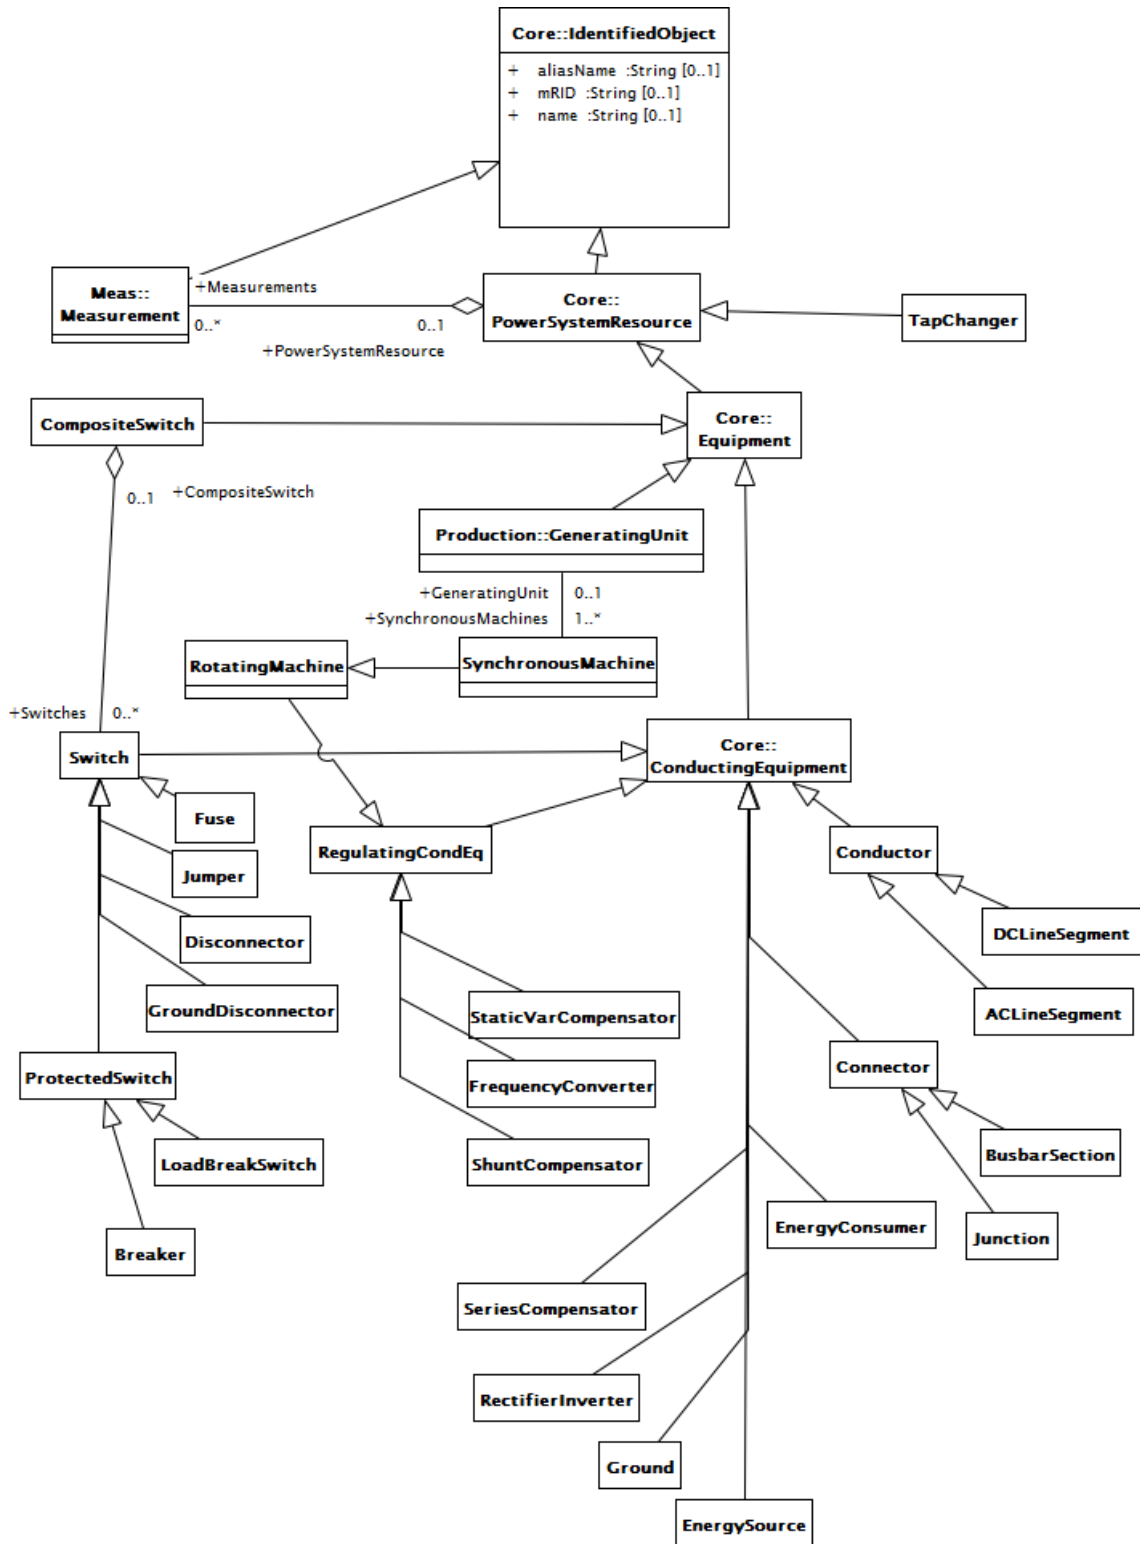 Core::IdentifiedObject
+ aliasName :String [0..1]
+ mRID :String [0..1]
+ name :String [0..1]
Meas::
Measurement
+Measurements
0..*
0..1
+PowerSystemResource
Core::
PowerSystemResource
TapChanger
CompositeSwitch
Core::
Equipment
0..1
+CompositeSwitch
Production::GeneratingUnit
+GeneratingUnit 0..1
+SynchronousMachines 1..*
RotatingMachine
SynchronousMachine
+Switches 0..*
Switch
Core::
ConductingEquipment
Fuse
RegulatingCondEq
Conductor
Jumper
Disconnector
DCLineSegment
GroundDisconnector
StaticVarCompensator
ACLineSegment
ProtectedSwitch
FrequencyConverter
Connector
LoadBreakSwitch
ShuntCompensator
BusbarSection
Breaker
EnergyConsumer
Junction
SeriesCompensator
RectifierInverter
Ground
EnergySource